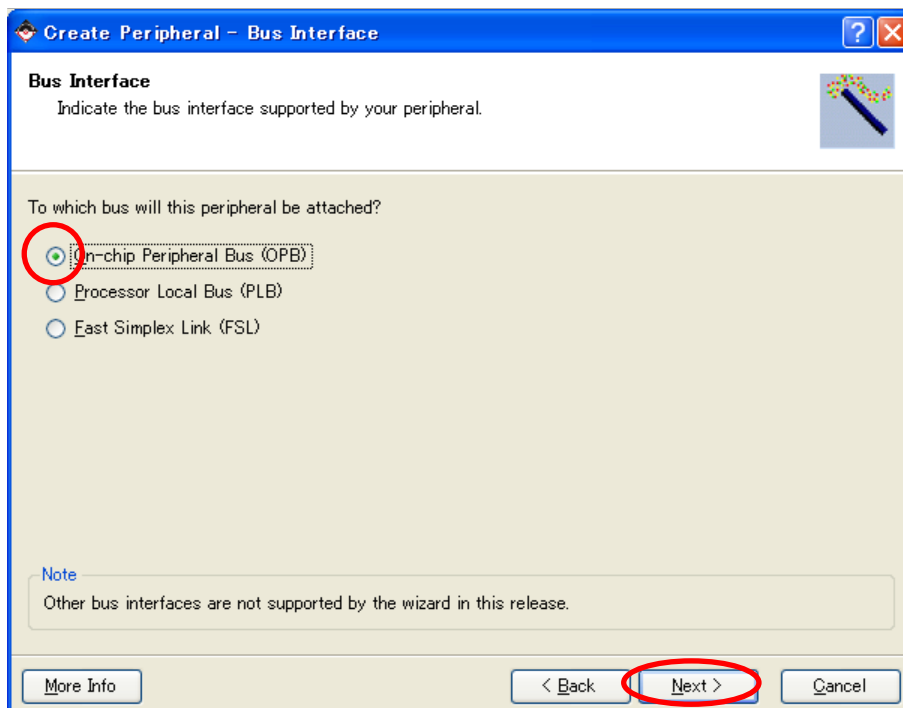 Create Peripheral - Bus Interface
Bus Interface
Indicate the bus interface supported by your peripheral.
To which bus will this peripheral be attached?
On-chip Peripheral Bus (OPB)
Processor Local Bus (PLB)
Fast Simplex Link (FSL)
Note
Other bus interfaces are not supported by the wizard in this release.
More Info
< Back
Next >
Cancel